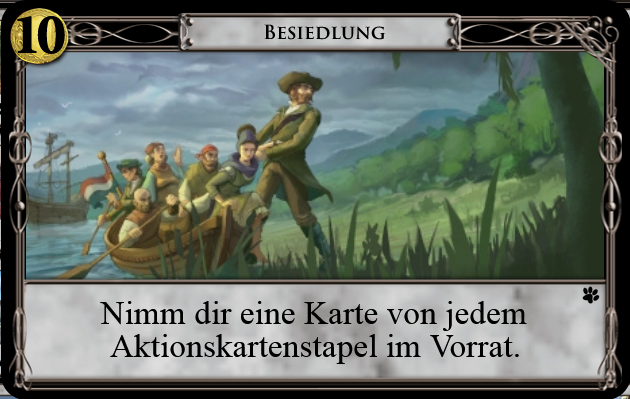 10
Besiedlung
Nimm dir eine Karte von jedem
Aktionskartenstapel im Vorrat.